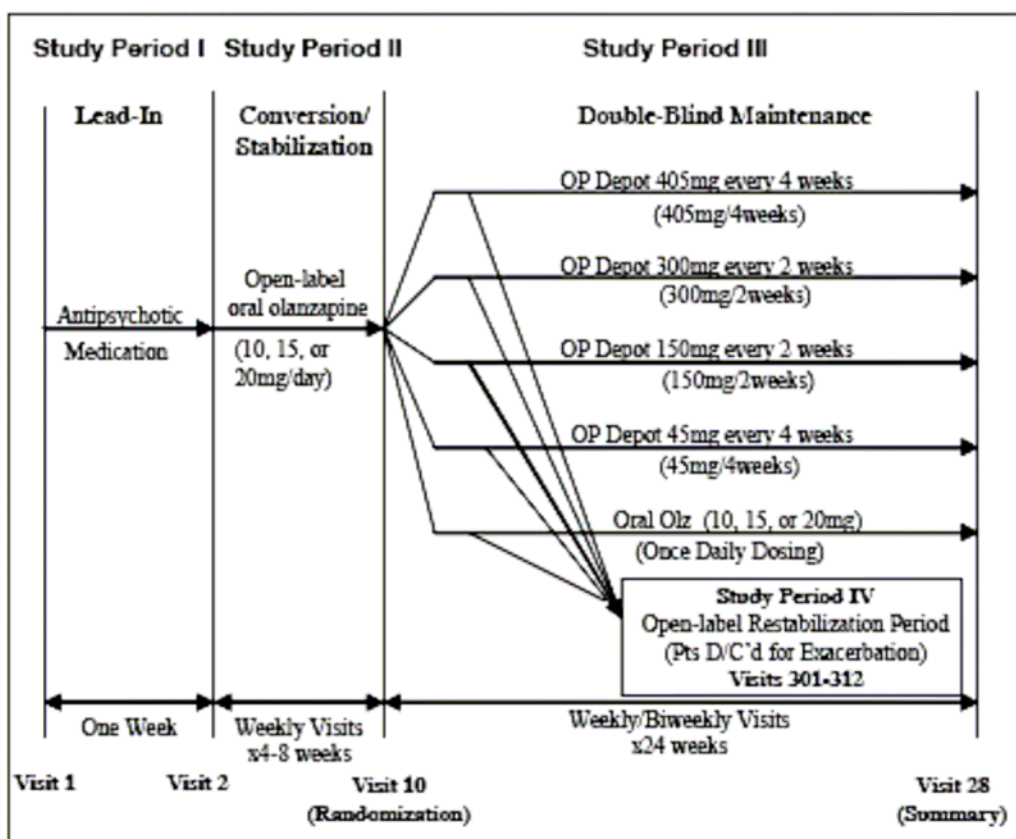 Study Period I
Study Period II
Study Period III
Lead-In
Conversion/
Stabilization
Double-Blind Maintenance
Antipsychotic
Medication
Open-label
oral olanzapine
(10, 15, or
20mg/day)
OP Depot 405mg every 4 weeks
(405mg/4weeks)
OP Depot 300mg every 2 weeks
(300mg/2weeks)
OP Depot 150mg every 2 weeks
(150mg/2weeks)
OP Depot 45mg every 4 weeks
(45mg/4weeks)
Oral Olz (10, 15, or 20mg)
(Once Daily Dosing)
Study Period IV
Open-label Restabilization Period
(Pts D/C`d for Exacerbation)
Visits 301-312
One Week
Weekly Visits
x4-8 weeks
Weekly/Biweekly Visits
x24 weeks
Visit 1
Visit 2
Visit 10
(Randomization)
Visit 28
(Summary)